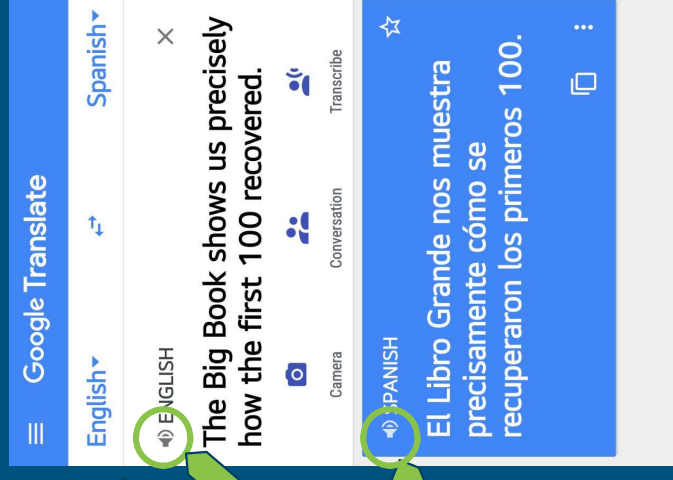 Google Translate
English
Spanish
ENGLISH
The Big Book shows us precisely
how the first 100 recovered.
Camera
Conversation
Transcribe
SPANISH
El Libro Grande nos muestra
precisamente cómo se
recuperaron los primeros 100.